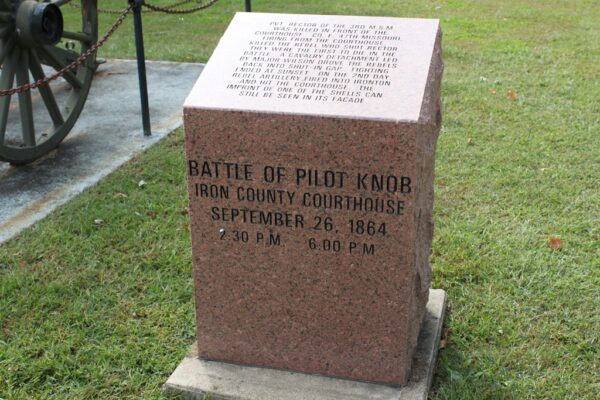 PVT. RECTOR OF THE 3RD M.S.M.
WAS KILLED IN FRONT OF THE
COURTHOUSE. CO. F. 47TH MISSOURI
FIRING FROM THE COURTHOUSE
KILLED THE REBEL WHO SHOT RECTOR
THEY WERE THE FIRST TO DIE IN THE
A CAVALRY DETACHMENT LED
BY MAJOR WILSON DROVE THE REBELS
BACK INTO SHUT-IN GAP. FIGHTING
ENDED AT SUNSET. ON THE 2ND DAY
REBEL ARTILLERY FIRED INTO IRONTON
AND HIT THE COURTHOUSE. THE
IMPRINT OF ONE OF THE SHELLS CAN
STILL BE SEEN IN ITS FACADE
BATTLE OF PILOT KNOB
IRON COUNTY COURTHOUSE
SEPTEMBER 26, 1864
2:30 P.M. 6:00 P.M.